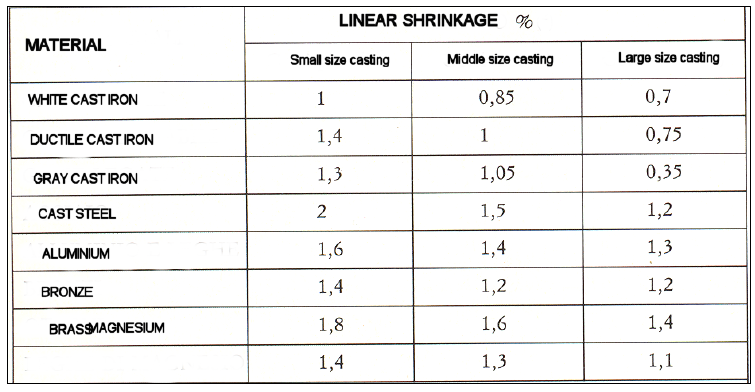 LINEAR SHRINKAGE %
MATERIAL
Small size casting Middle size casting Large size casting
WHITE CAST IRON 1 0,85 0,7
DUCTILE CAST IRON 1,4 1 0,75
GRAY CAST IRON 1,3 1,05 0,35
CAST STEEL 2 1,5 1,2
ALUMINIUM 1,6 1,4 1,3
BRONZE 1,4 1,2 1,2
BRASSMAGNESIUM 1,8 1,6 1,4
1,4 1,3 1,1